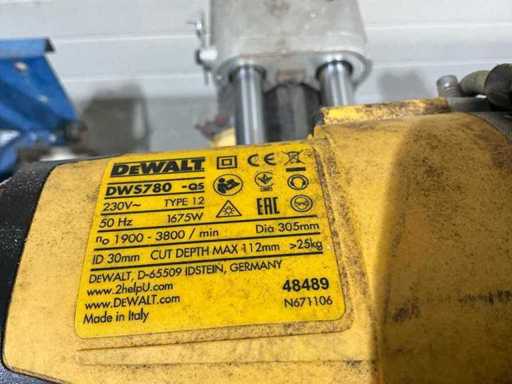 DEWALT CE
DWS780 -QS
230V~ TYPE 12
50 Hz 1675W EAC
n₀ 1900 - 3800 / min Dia 305mm
ID 30mm CUT DEPTH MAX 112mm >25kg
DEWALT, D-65509 IDSTEIN, GERMANY
www.2helpU.com 48489
www.DEWALT.com N671106
Made in Italy